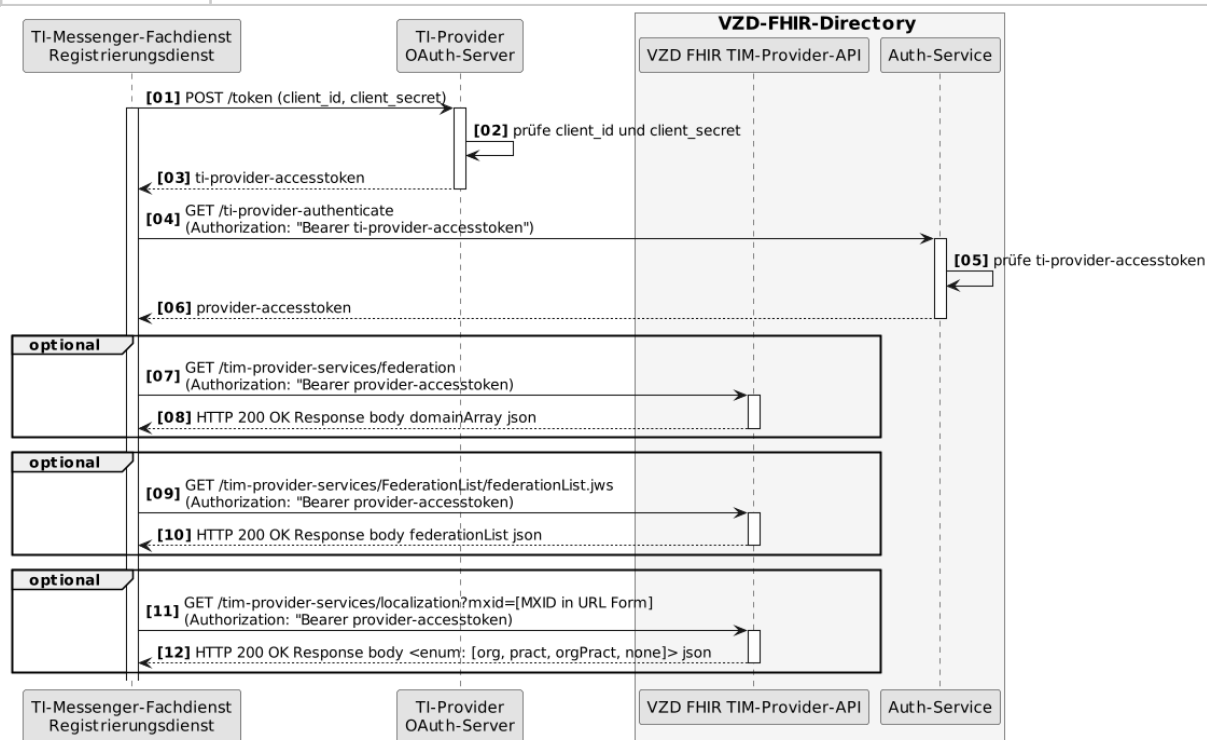 VZD-FHIR-Directory
TI-Messenger-Fachdienst
Registrierungsdienst
TI-Provider
OAuth-Server
VZD FHIR TIM-Provider-API
Auth-Service
[01] POST /token (client_id, client_secret)
[02] prüfe client_id und client_secret
[03] ti-provider-accesstoken
[04] GET /ti-provider-authenticate
(Authorization: "Bearer ti-provider-accesstoken")
[05] prüfe ti-provider-accesstoken
[06] provider-accesstoken
optional
[07] GET /tim-provider-services/federation
(Authorization: "Bearer provider-accesstoken)
[08] HTTP 200 OK Response body domainArray json
optional
[09] GET /tim-provider-services/FederationList/federationList.jws
(Authorization: "Bearer provider-accesstoken)
[10] HTTP 200 OK Response body federationList json
optional
[11] GET /tim-provider-services/localization?mxid=[MXID in URL Form]
(Authorization: "Bearer provider-accesstoken)
[12] HTTP 200 OK Response body <enum: [org, pract, orgPract, none]> json
TI-Messenger-Fachdienst
Registrierungsdienst
TI-Provider
OAuth-Server
VZD FHIR TIM-Provider-API
Auth-Service